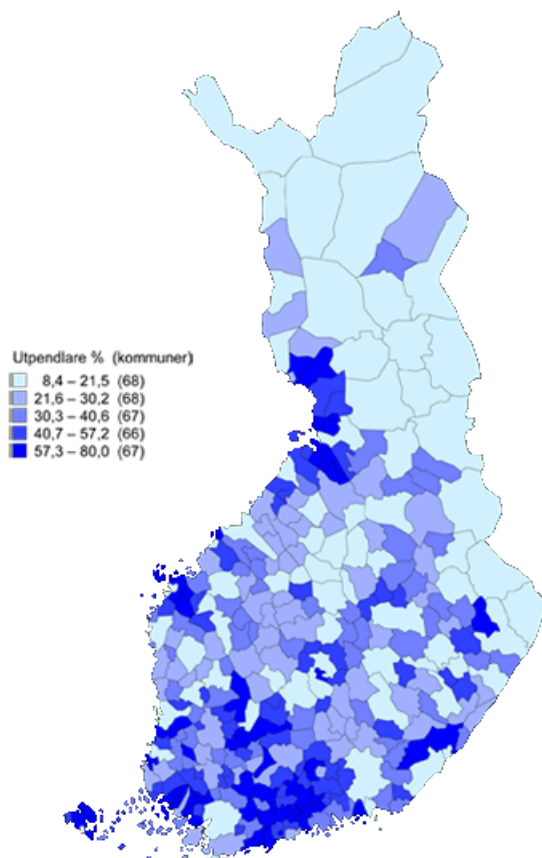 Utpendlare % (kommuner)
8,4 – 21,5 (68)
21,6 – 30,2 (68)
30,3 – 40,6 (67)
40,7 – 57,2 (66)
57,3 – 80,0 (67)